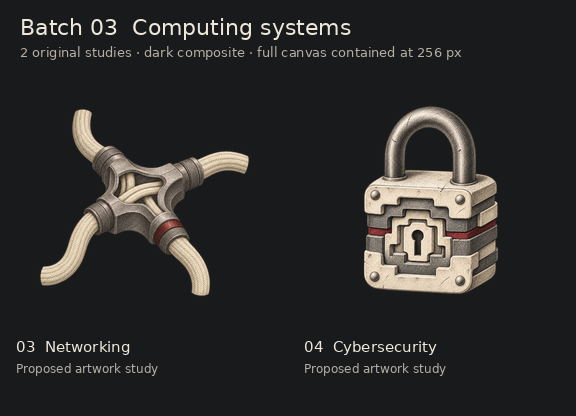 Batch 03  Computing systems
2 original studies · dark composite · full canvas contained at 256 px
03  Networking
Proposed artwork study
04  Cybersecurity
Proposed artwork study